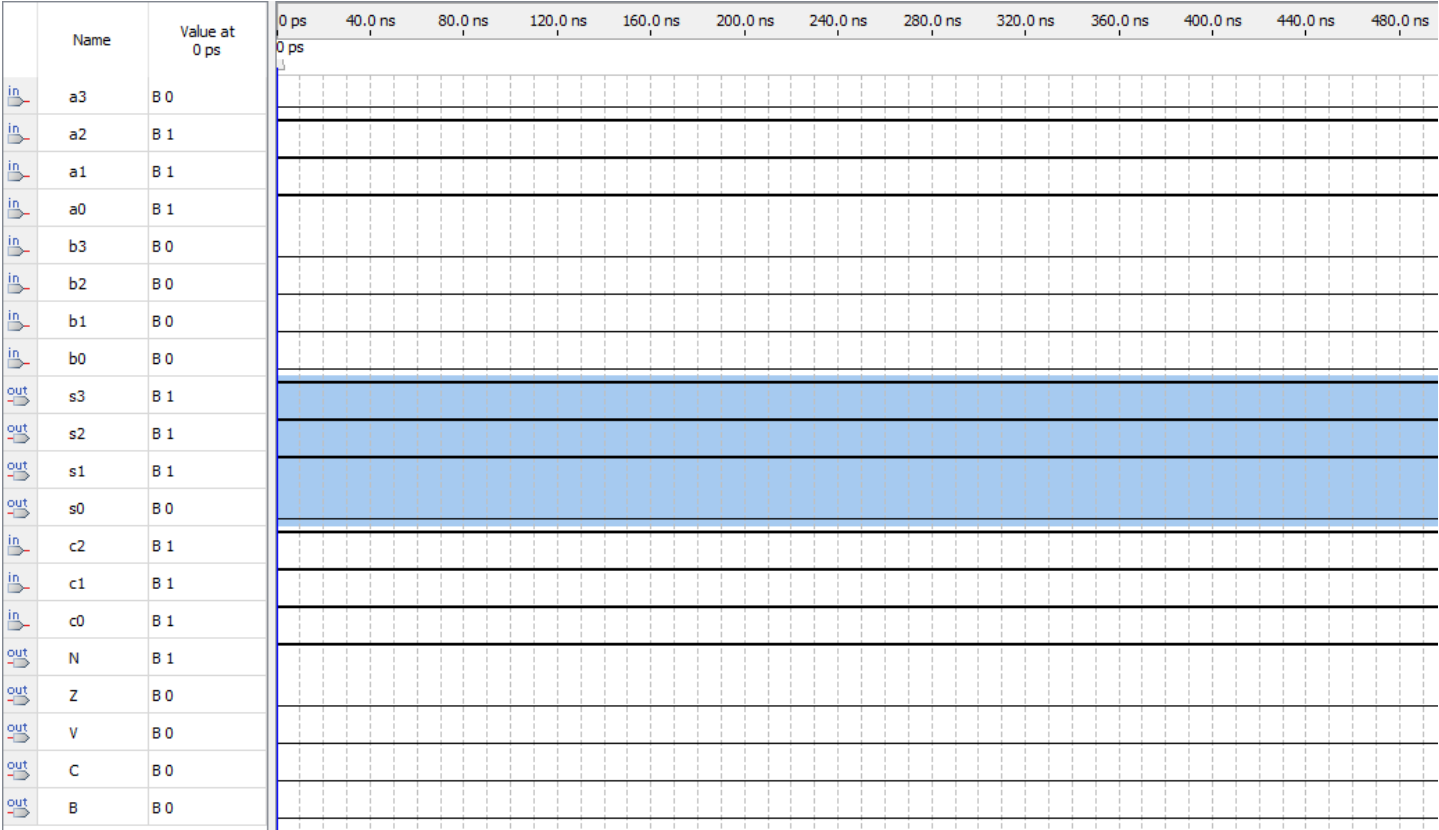 Name Value at 0 ps
0 ps 40.0 ns 80.0 ns 120.0 ns 160.0 ns 200.0 ns 240.0 ns 280.0 ns 320.0 ns 360.0 ns 400.0 ns 440.0 ns 480.0 ns
0 ps
in a3 B 0
in a2 B 1
in a1 B 1
in a0 B 1
in b3 B 0
in b2 B 0
in b1 B 0
in b0 B 0
out s3 B 1
out s2 B 1
out s1 B 1
out s0 B 0
in c2 B 1
in c1 B 1
in c0 B 1
out N B 1
out Z B 0
out V B 0
out C B 0
out B B 0